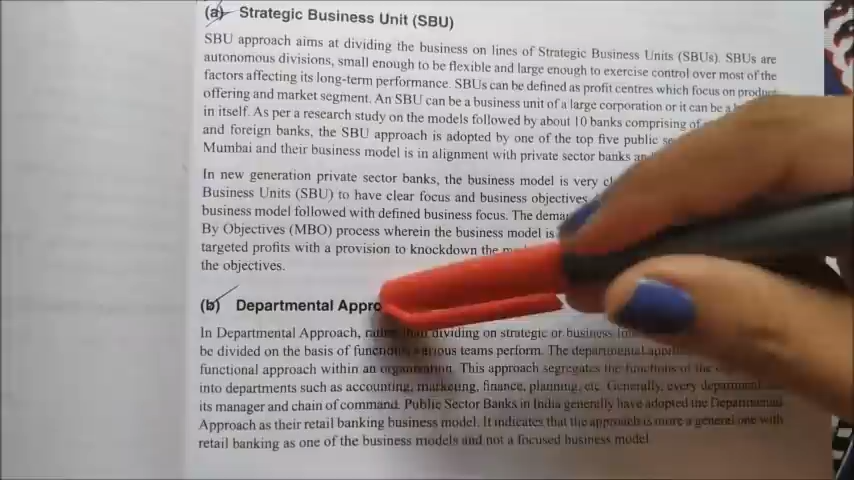 (a) Strategic Business Unit (SBU)
SBU approach aims at dividing the business on lines of Strategic Business Units (SBUs). SBUs are
autonomous divisions, small enough to be flexible and large enough to exercise control over most of the
factors affecting its long-term performance. SBUs can be defined as profit centres which focus on product
offering and market segment. An SBU can be a business unit of a large corporation or it can be a
in itself. As per a research study on the models followed by about 10 banks comprising of
and foreign banks, the SBU approach is adopted by one of the top five public
Mumbai and their business model is in alignment with private sector banks
In new generation private sector banks, the business model is very
Business Units (SBU) to have clear focus and business objectives
business model followed with defined business focus. The
By Objectives (MBO) process wherein the business model is
targeted profits with a provision to knockdown the
the objectives.
(b) Departmental
In Departmental Approach, rather than dividing on strategic or business
be divided on the basis of functions various teams perform. The departmental
functional approach within an organisation. This approach segregates the functions of the
into departments such as accounting, marketing, finance, planning, etc. Generally, every department
its manager and chain of command. Public Sector Banks in India generally have adopted the Departmental
Approach as their retail banking business model. It indicates that the approach is more a general one with
retail banking as one of the business models and not a focused business model.